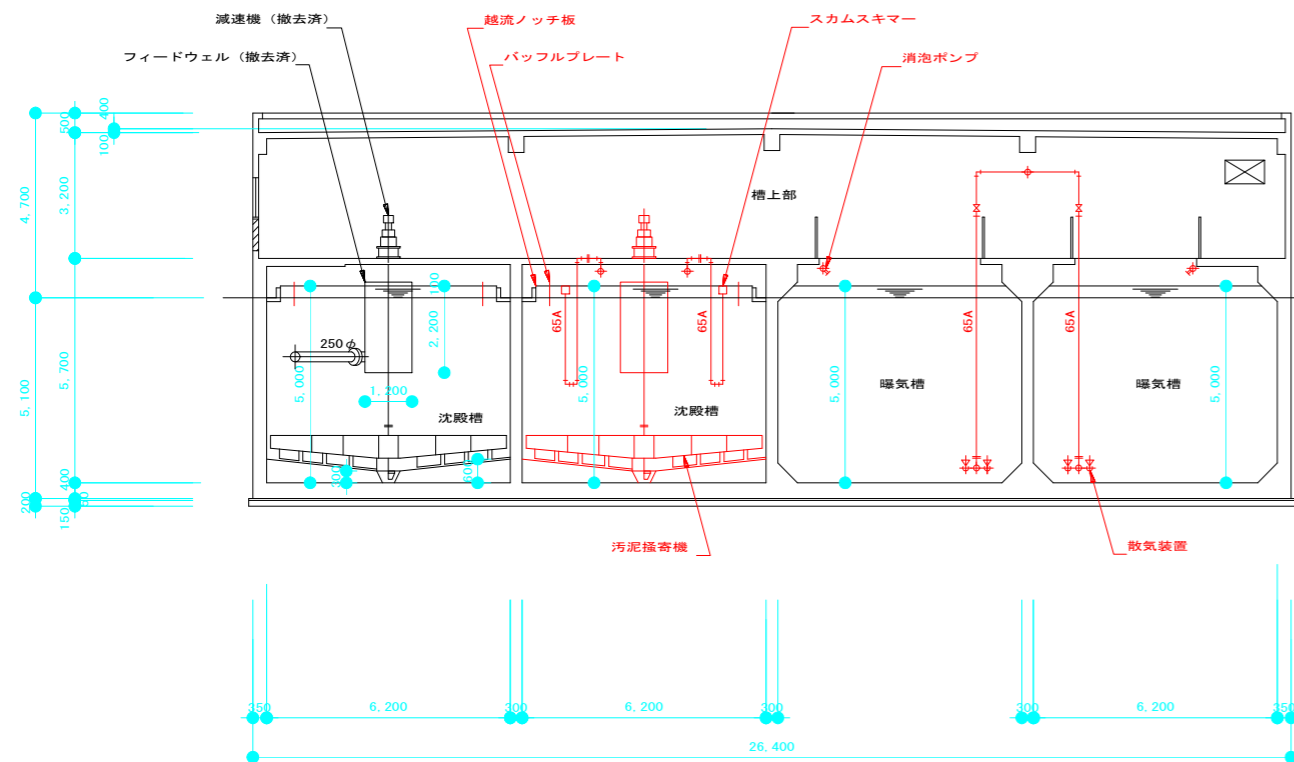 減速機（撤去済）
越流ノッチ板
スカムスキマー
フィードウェル（撤去済）
バッフルプレート
消泡ポンプ
400
500
100
4,700
3,200
槽上部
100
2,200
250φ
5,000
1,200
65A
65A
5,000
65A
65A
5,000
5,000
曝気槽
曝気槽
沈殿槽
沈殿槽
5,100
5,700
300
600
400
200
150
汚泥掻寄機
散気装置
350
6,200
300
6,200
300
300
6,200
350
26,400